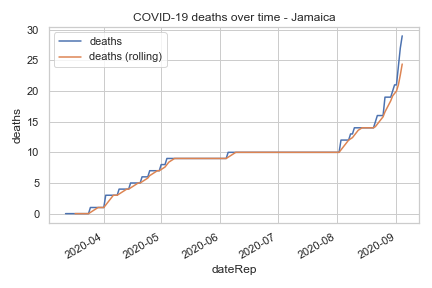 COVID-19 deaths over time - Jamaica
deaths
deaths (rolling)
deaths
30
25
20
15
10
5
0
2020-04
2020-05
2020-06
2020-07
2020-08
2020-09
dateRep